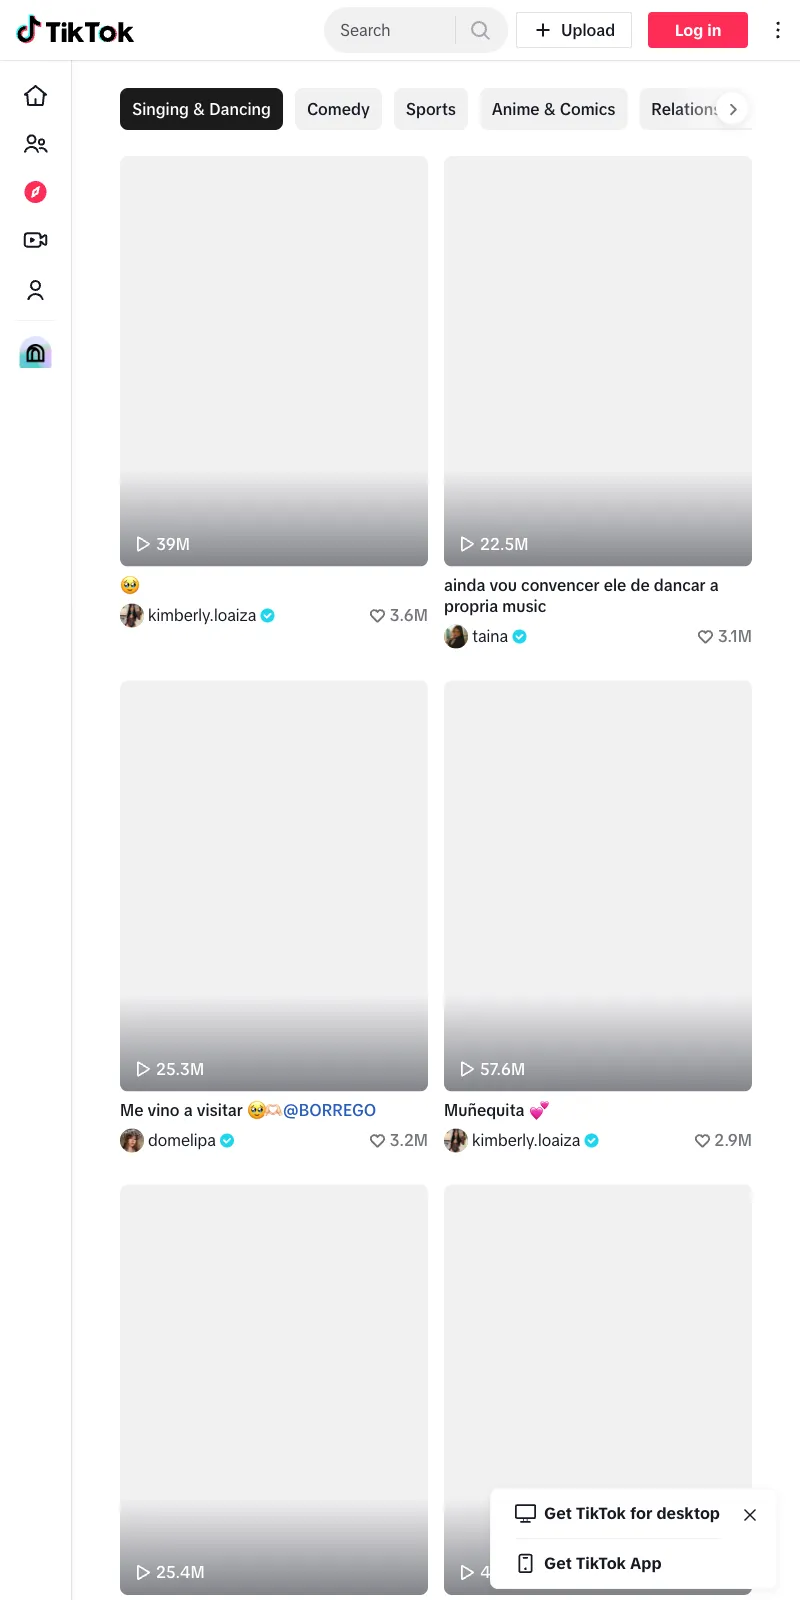 TikTok
Search
Upload
Log in
Singing & Dancing
Comedy
Sports
Anime & Comics
Relations
39M
22.5M
🥹
kimberly.loaiza
3.6M
ainda vou convencer ele de dancar a
propria music
taina
3.1M
25.3M
57.6M
Me vino a visitar 🥹🫶🏻@BORREGO
domelipa
3.2M
Muñequita 💕
kimberly.loaiza
2.9M
25.4M
4
Get TikTok for desktop
Get TikTok App